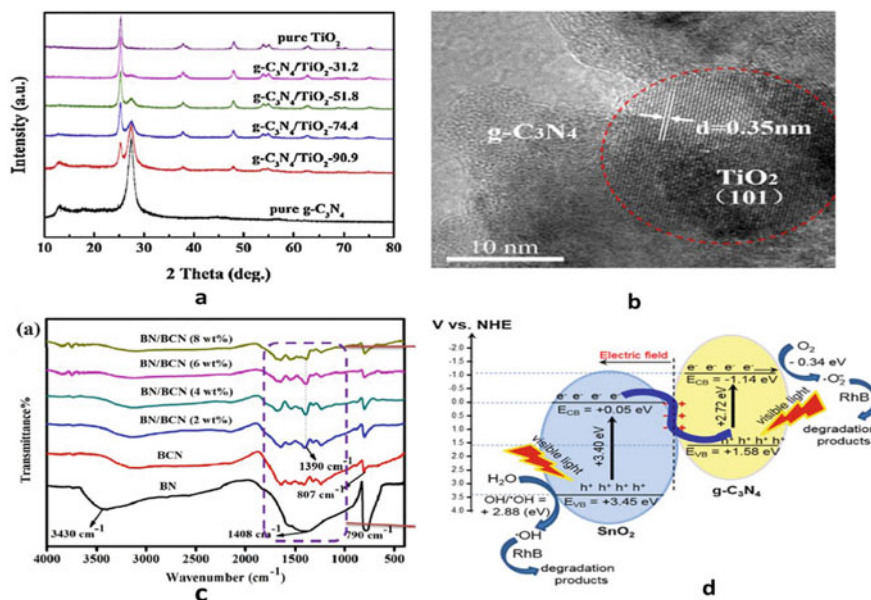 pure TiO2
g-C3N4/TiO2-31.2
g-C3N4/TiO2-51.8
g-C3N4/TiO2-74.4
g-C3N4/TiO2-90.9
pure g-C3N4
Intensity (a.u.)
10 20 30 40 50 60 70 80
2 Theta (deg.)
a
g-C3N4
d=0.35nm
TiO2
(101)
10 nm
b
(a)
BN/BCN (8 wt%)
BN/BCN (6 wt%)
BN/BCN (4 wt%)
BN/BCN (2 wt%)
BCN
BN
1390 cm-1
807 cm-1
3430 cm-1
1408 cm-1
790 cm-1
Transmittance%
4000 3500 3000 2500 2000 1500 1000 500
Wavenumber (cm-1)
c
V vs. NHE
-2.0
-1.5
-1.0
-0.5
0.0
0.5
1.0
1.5
2.0
2.5
3.0
3.5
4.0
Electric field
e- e- e- e-
ECB = +0.05 eV
+3.40 eV
h+ h+ h+ h+
EVB = +3.45 eV
SnO2
visible light
H2O
OH/•OH =
+ 2.88 (eV)
·OH
RhB
degradation
products
e- e- e- e-
ECB = -1.14 eV
+2.72 eV
h+ h+ h+ h+
EVB = +1.58 eV
g-C3N4
visible light
O2
- 0.34 eV
·O2-
RhB
degradation
products
d